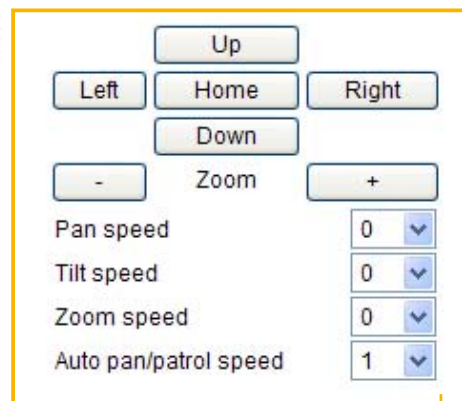 Up
Left Home Right
Down
- Zoom +
Pan speed 0
Tilt speed 0
Zoom speed 0
Auto pan/patrol speed 1